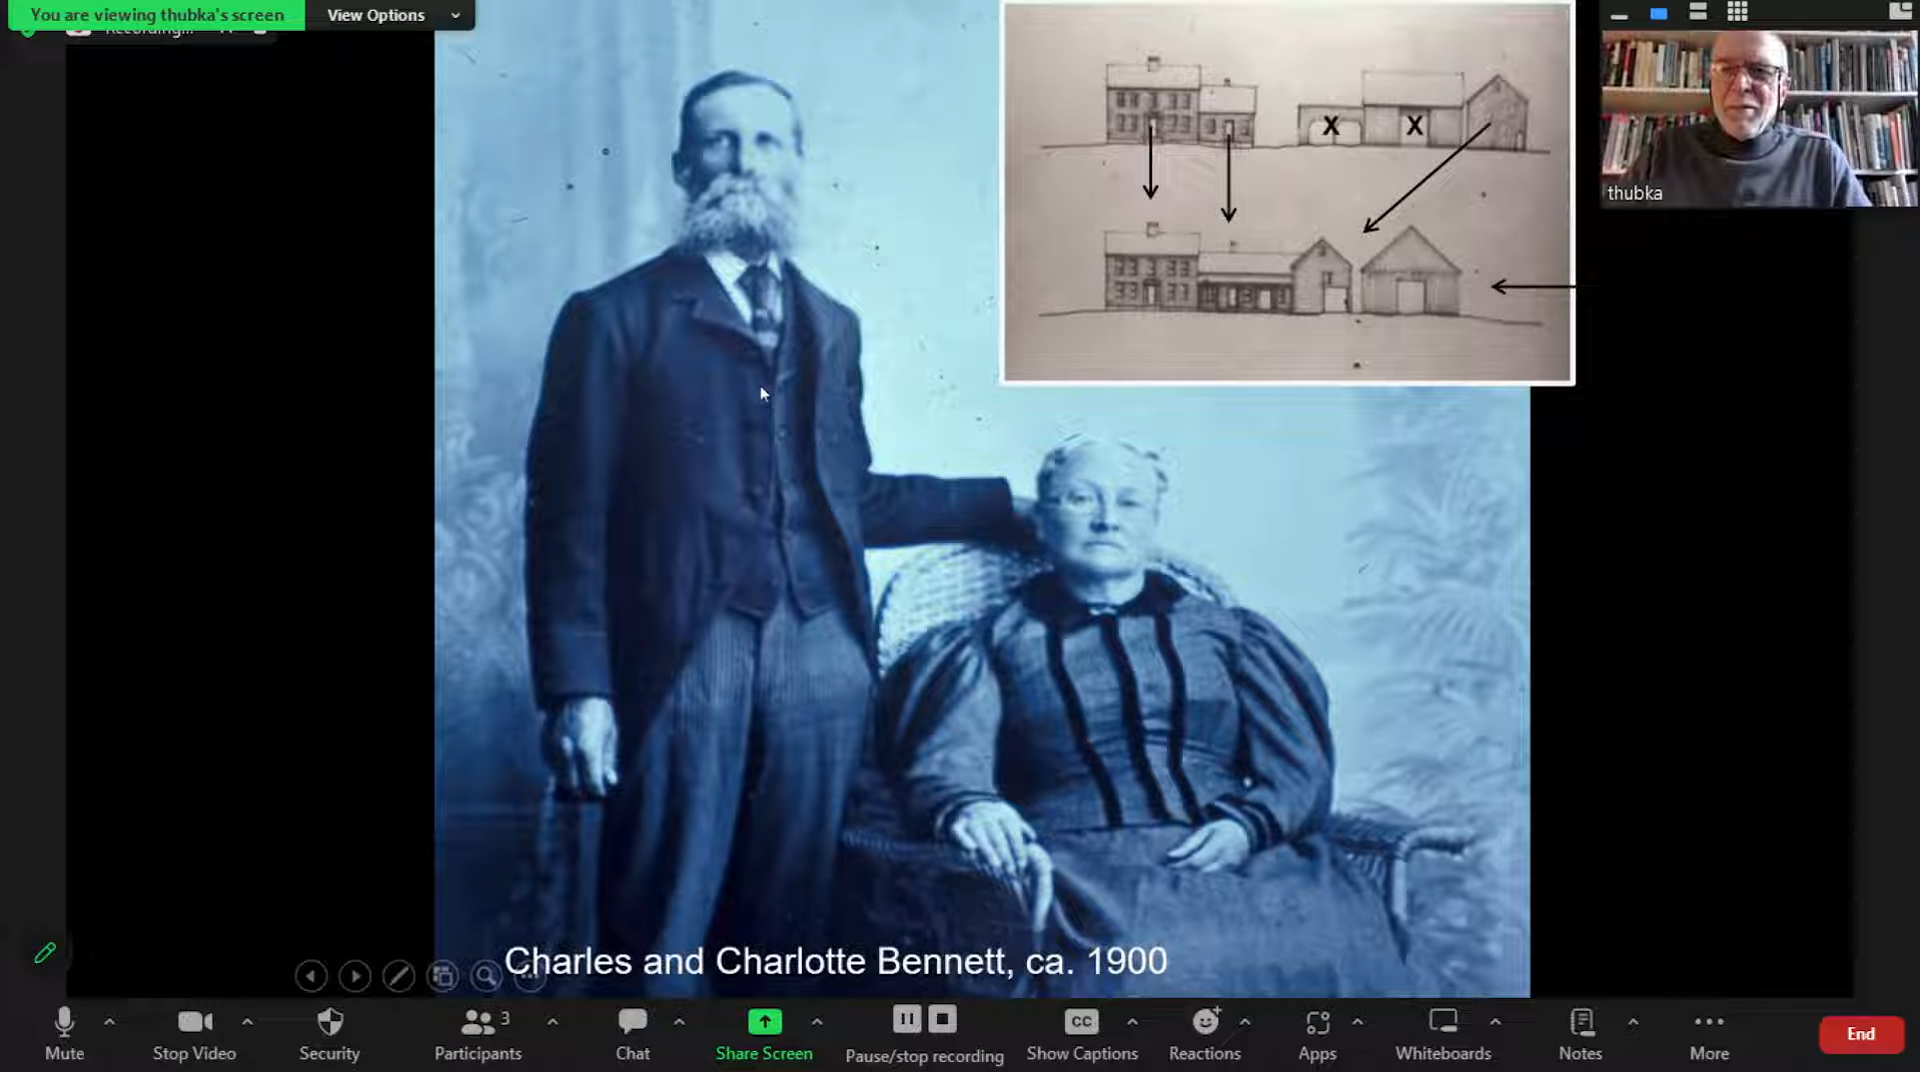 You are viewing thubka's screen
View Options
Recording...
X X
thubka
Charles and Charlotte Bennett, ca. 1900
Mute
Stop Video
Security
Participants
3
Chat
Share Screen
Pause/stop recording
CC
Show Captions
Reactions
Apps
Whiteboards
Notes
More
End